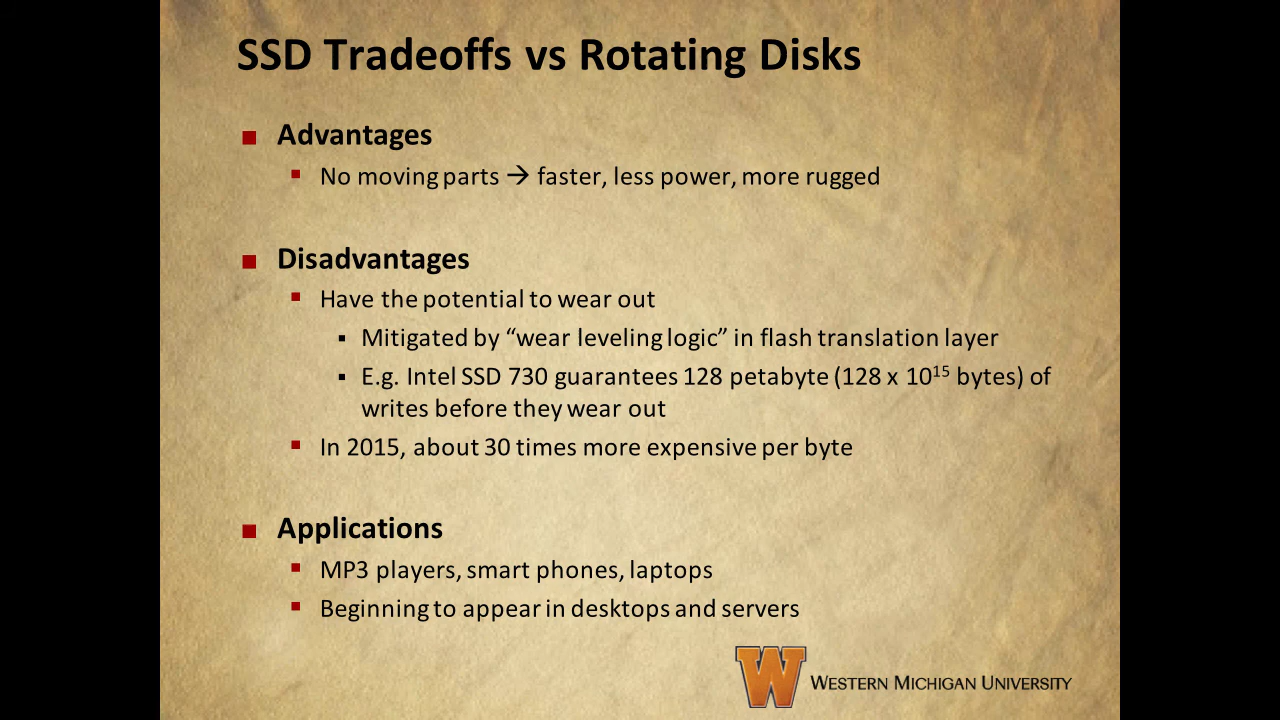 SSD Tradeoffs vs Rotating Disks
■ Advantages
▪ No moving parts → faster, less power, more rugged
■ Disadvantages
▪ Have the potential to wear out
▪ Mitigated by “wear leveling logic” in flash translation layer
▪ E.g. Intel SSD 730 guarantees 128 petabyte (128 x 10¹⁵ bytes) of
writes before they wear out
▪ In 2015, about 30 times more expensive per byte
■ Applications
▪ MP3 players, smart phones, laptops
▪ Beginning to appear in desktops and servers
W WESTERN MICHIGAN UNIVERSITY